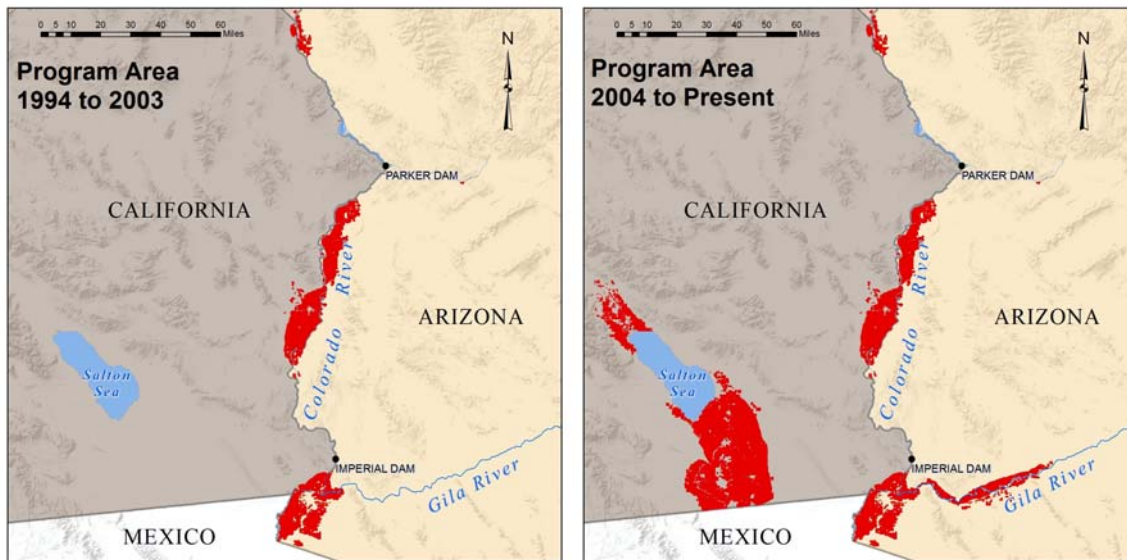 0 10 20 30 40 50 60
Miles
Program Area
1994 to 2003
N
PARKER DAM
CALIFORNIA
Colorado River
ARIZONA
Salton
Sea
IMPERIAL DAM
Gila River
MEXICO
0 10 20 30 40 50 60
Miles
Program Area
2004 to Present
N
PARKER DAM
CALIFORNIA
Colorado River
ARIZONA
Salton
Sea
IMPERIAL DAM
Gila River
MEXICO